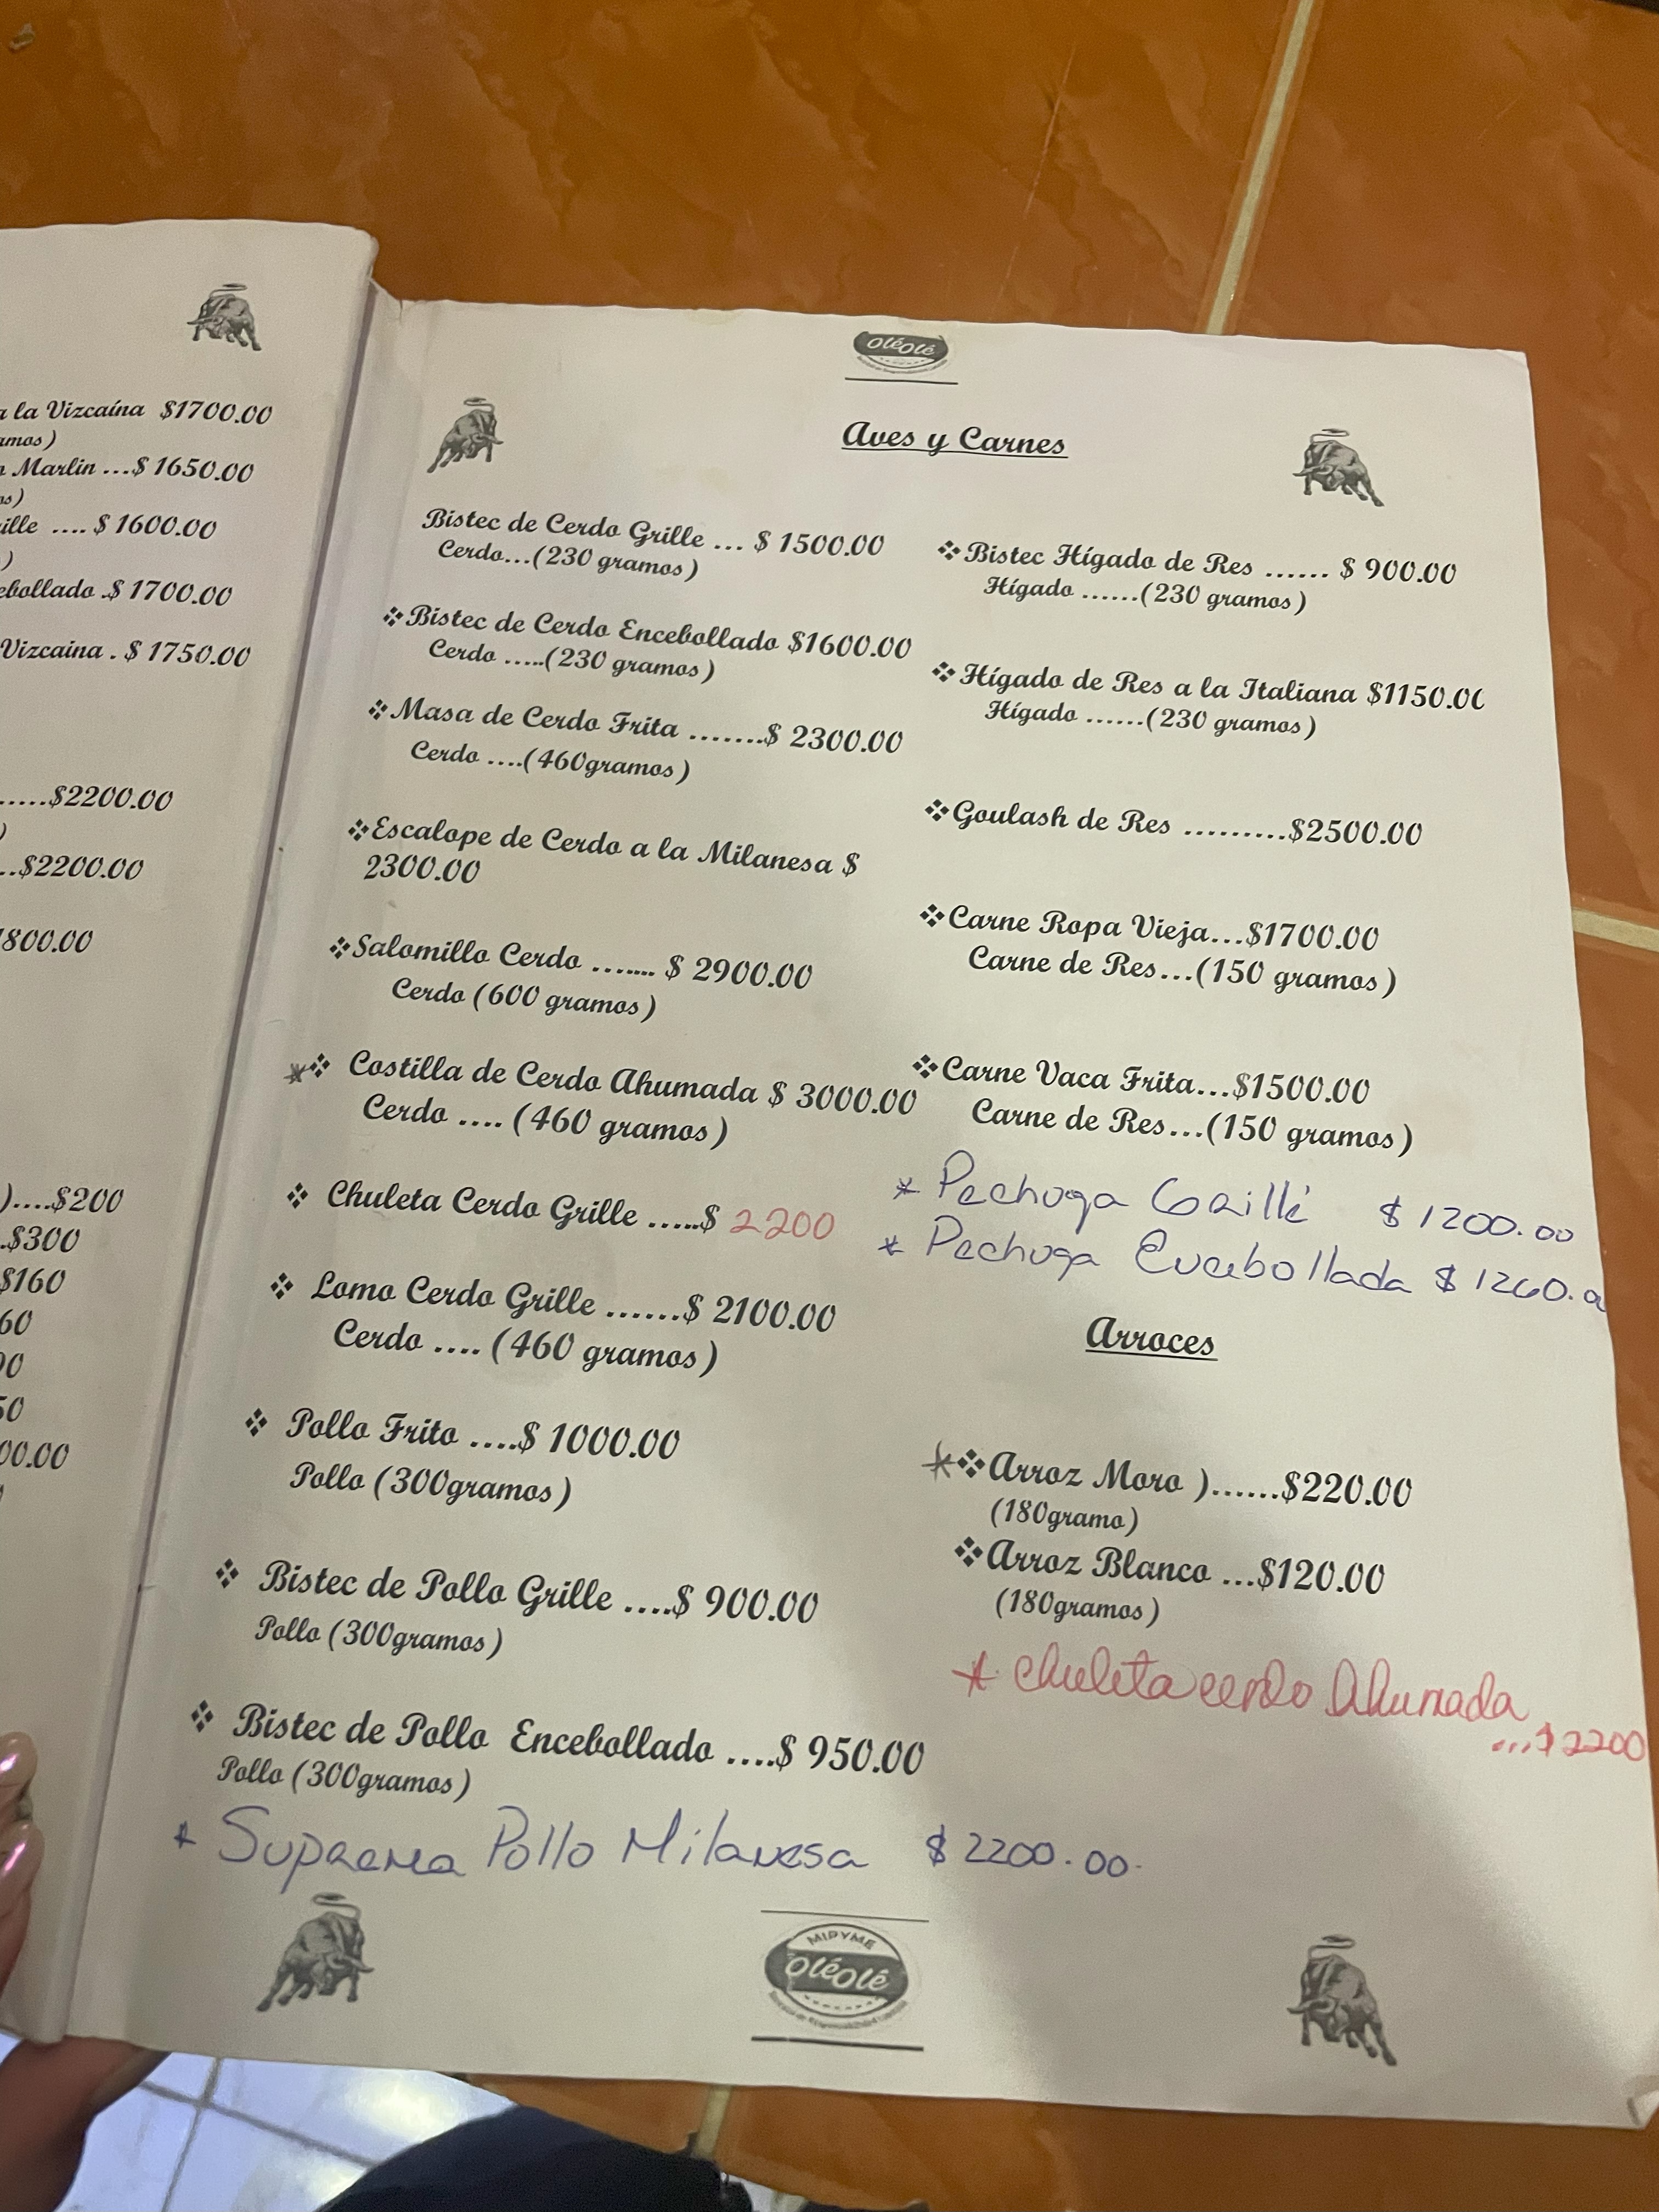 a la Vizcaína $1700.00
amos)
Marlin ...$ 1650.00
os)
ille .... $ 1600.00
)
ebollado .$ 1700.00
Vizcaina . $ 1750.00
.....$2200.00
)
...$2200.00
800.00
)....$200
.$300
$160
60
00
50
00.00
OléOlé
Aves y Carnes
Bistec de Cerdo Grille ... $ 1500.00
Cerdo...(230 gramos)
❖Bistec de Cerdo Encebollado $1600.00
Cerdo .....(230 gramos)
❖Masa de Cerdo Frita .......$ 2300.00
Cerdo ....(460gramos)
❖Escalope de Cerdo a la Milanesa $
2300.00
❖Salomillo Cerdo ....... $ 2900.00
Cerdo (600 gramos)
*❖ Costilla de Cerdo Ahumada $ 3000.00
Cerdo .... (460 gramos)
❖ Chuleta Cerdo Grille .....$ 2200
❖ Lomo Cerdo Grille ......$ 2100.00
Cerdo .... (460 gramos)
❖ Pollo Frito ....$ 1000.00
Pollo (300gramos)
❖ Bistec de Pollo Grille ....$ 900.00
Pollo (300gramos)
❖ Bistec de Pollo Encebollado ....$ 950.00
Pollo (300gramos)
* Suprema Pollo Milanesa $ 2200.00
❖Bistec Hígado de Res ...... $ 900.00
Hígado ......(230 gramos)
❖Hígado de Res a la Italiana $1150.00
Hígado ......(230 gramos)
❖Goulash de Res .........$2500.00
❖Carne Ropa Vieja...$1700.00
Carne de Res...(150 gramos)
❖Carne Vaca Frita...$1500.00
Carne de Res...(150 gramos)
* Pechuga Grillé $1200.00
* Pechuga Encebollada $1260.0
Arroces
*❖Arroz Moro )......$220.00
(180gramo)
❖Arroz Blanco ...$120.00
(180gramos)
* chuleta cerdo Ahumada
...$2200
MIPYME
OléOlé